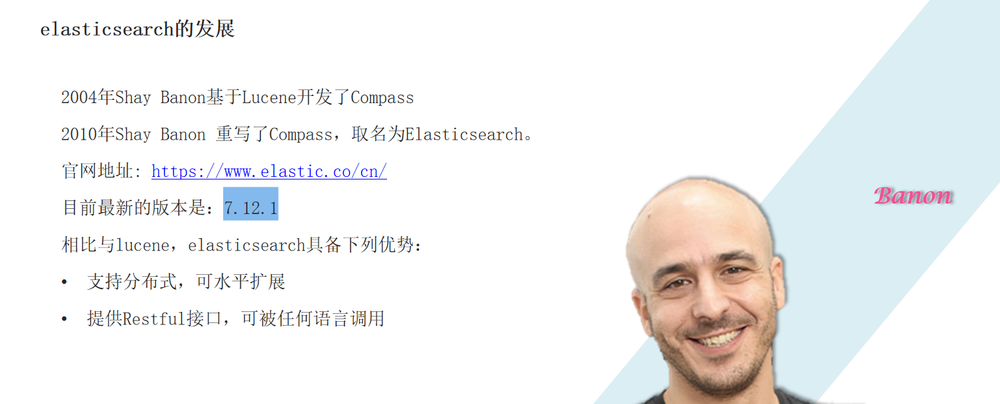 elasticsearch的发展
2004年Shay Banon基于Lucene开发了Compass
2010年Shay Banon 重写了Compass，取名为Elasticsearch。
官网地址: https://www.elastic.co/cn/
目前最新的版本是：7.12.1
相比与lucene，elasticsearch具备下列优势：
• 支持分布式，可水平扩展
• 提供Restful接口，可被任何语言调用
Banon